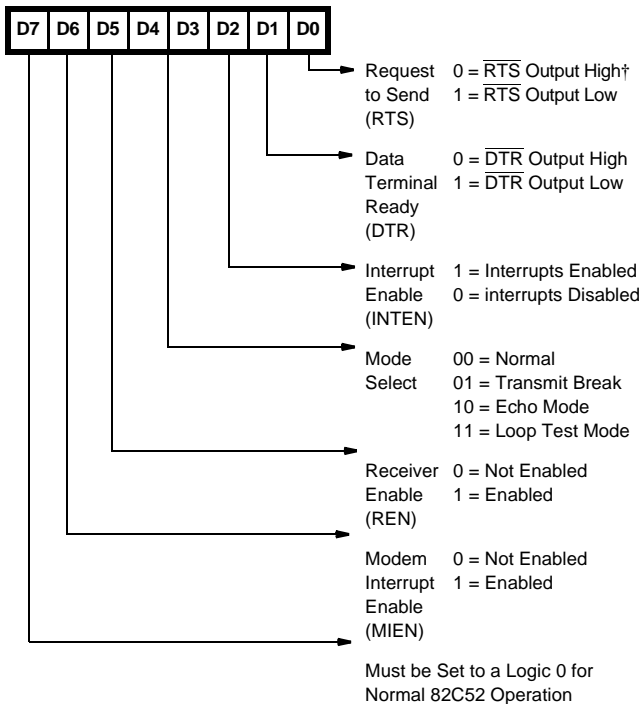 D7 D6 D5 D4 D3 D2 D1 D0
Request 0 = R̅T̅S̅ Output High†
to Send 1 = R̅T̅S̅ Output Low
(RTS)
Data 0 = D̅T̅R̅ Output High
Terminal 1 = D̅T̅R̅ Output Low
Ready
(DTR)
Interrupt 1 = Interrupts Enabled
Enable 0 = interrupts Disabled
(INTEN)
Mode 00 = Normal
Select 01 = Transmit Break
10 = Echo Mode
11 = Loop Test Mode
Receiver 0 = Not Enabled
Enable 1 = Enabled
(REN)
Modem 0 = Not Enabled
Interrupt 1 = Enabled
Enable
(MIEN)
Must be Set to a Logic 0 for
Normal 82C52 Operation